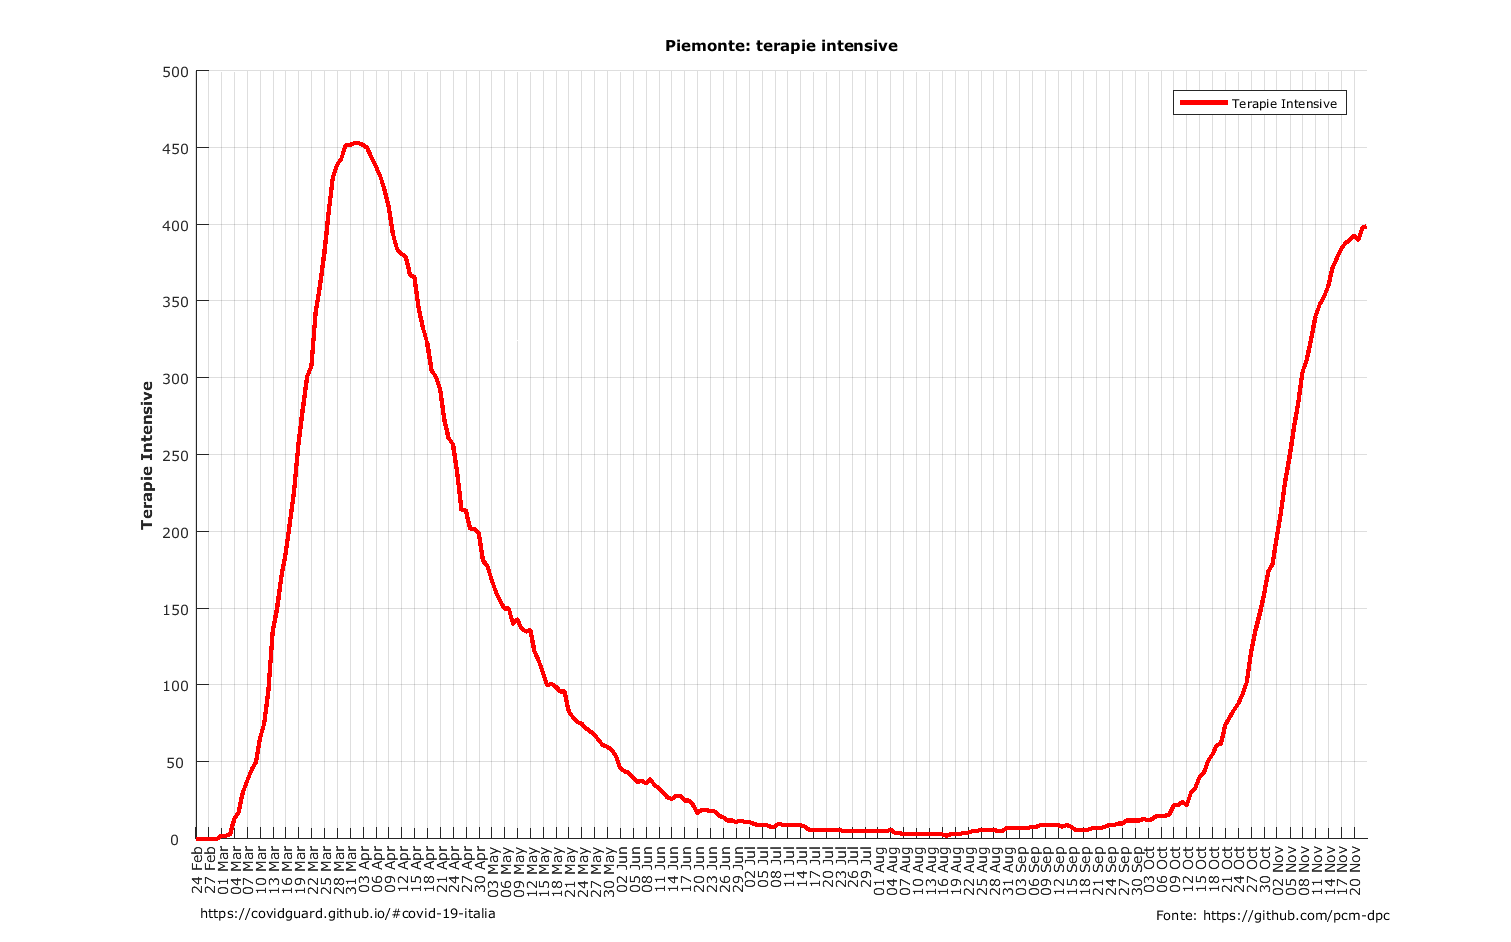 Piemonte: terapie intensive
Terapie Intensive
Terapie Intensive
500
450
400
350
300
250
200
150
100
50
0
24 Feb
27 Feb
01 Mar
04 Mar
07 Mar
10 Mar
13 Mar
16 Mar
19 Mar
22 Mar
25 Mar
28 Mar
31 Mar
03 Apr
06 Apr
09 Apr
12 Apr
15 Apr
18 Apr
21 Apr
24 Apr
27 Apr
30 Apr
03 May
06 May
09 May
12 May
15 May
18 May
21 May
24 May
27 May
30 May
02 Jun
05 Jun
08 Jun
11 Jun
14 Jun
17 Jun
20 Jun
23 Jun
26 Jun
29 Jun
02 Jul
05 Jul
08 Jul
11 Jul
14 Jul
17 Jul
20 Jul
23 Jul
26 Jul
29 Jul
01 Aug
04 Aug
07 Aug
10 Aug
13 Aug
16 Aug
19 Aug
22 Aug
25 Aug
28 Aug
31 Aug
03 Sep
06 Sep
09 Sep
12 Sep
15 Sep
18 Sep
21 Sep
24 Sep
27 Sep
30 Sep
03 Oct
06 Oct
09 Oct
12 Oct
15 Oct
18 Oct
21 Oct
24 Oct
27 Oct
30 Oct
02 Nov
05 Nov
08 Nov
11 Nov
14 Nov
17 Nov
20 Nov
https://covidguard.github.io/#covid-19-italia
Fonte: https://github.com/pcm-dpc